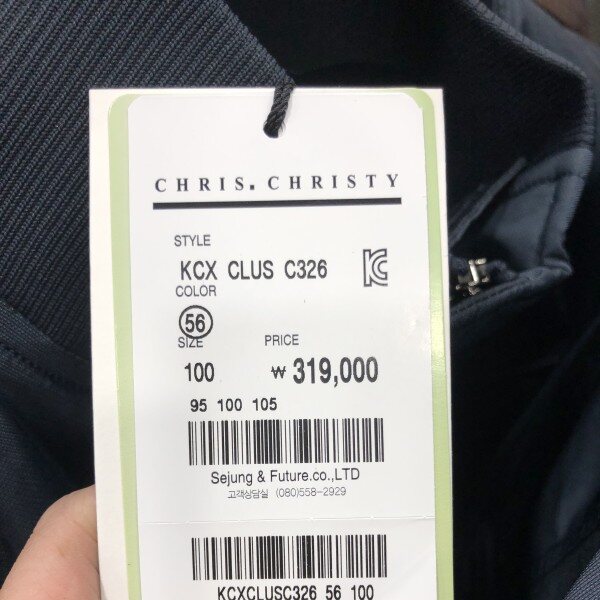 CHRIS. CHRISTY
STYLE
KCX CLUS C326
COLOR
56
SIZE PRICE
100 ₩ 319,000
95 100 105
Sejung & Future.co.,LTD
고객상담실 (080)558-2929
KCXCLUSC326 56 100